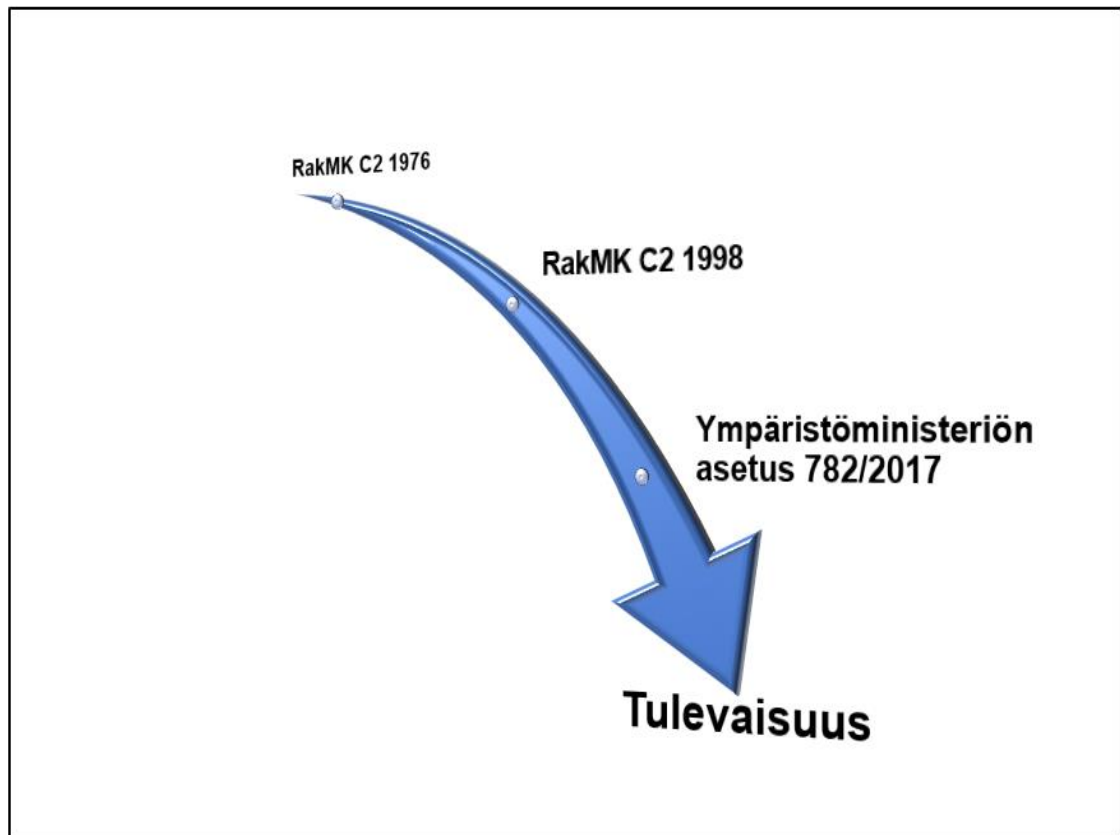 RakMK C2 1976
RakMK C2 1998
Ympäristöministeriön
asetus 782/2017
Tulevaisuus